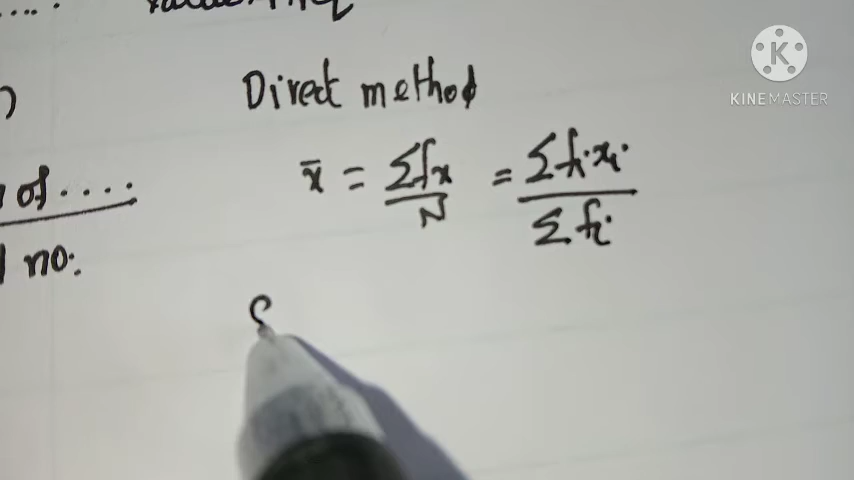 Direct method
x̄ = Σfx / N = Σfixi / Σfi
of ....
no.
K
KINEMASTER